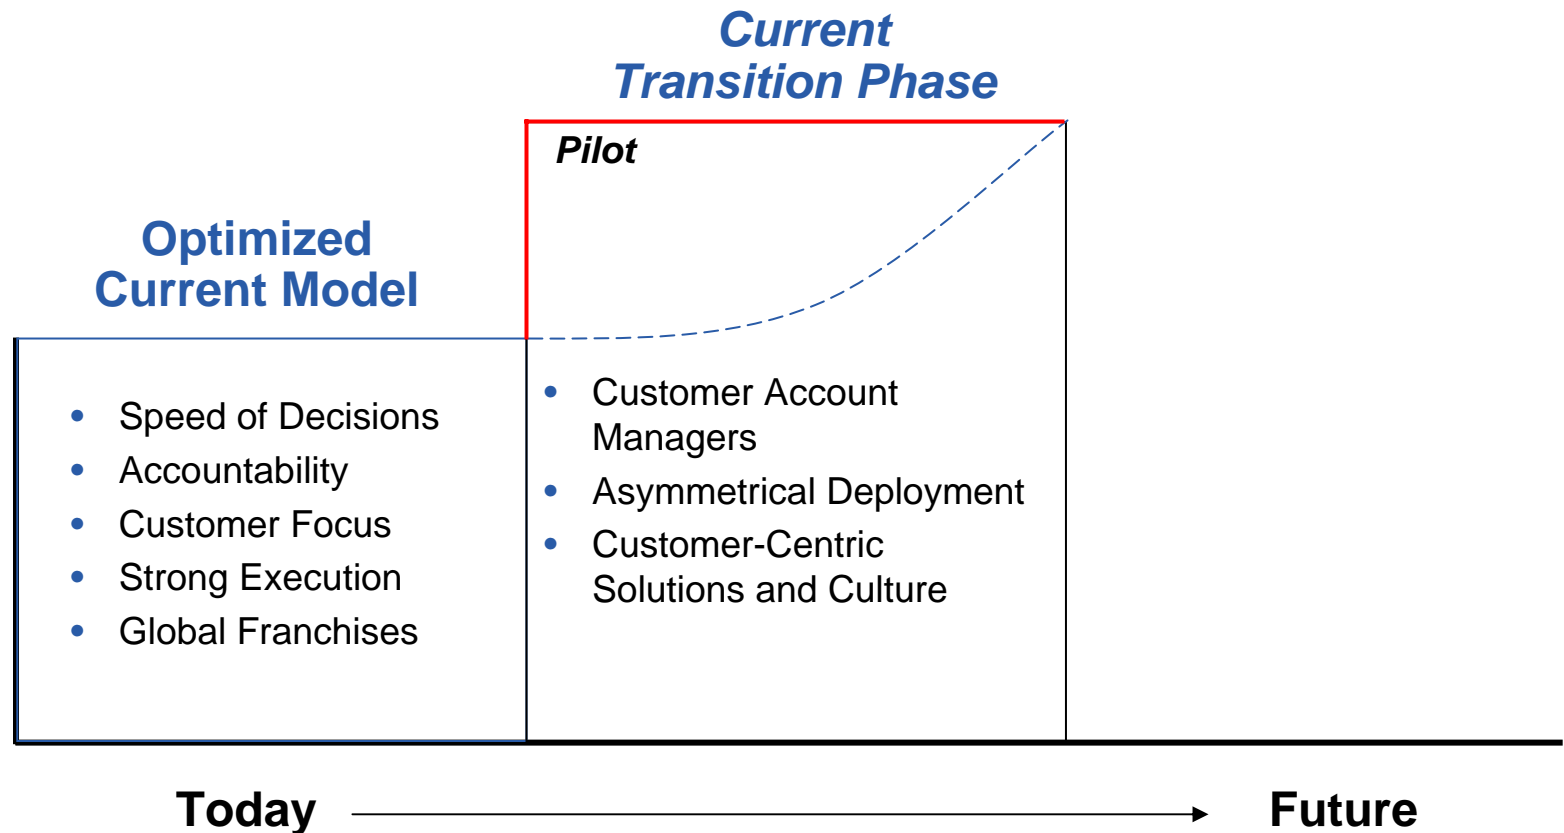 Current
Transition Phase
Pilot
Optimized
Current Model
• Speed of Decisions
• Accountability
• Customer Focus
• Strong Execution
• Global Franchises
• Customer Account
Managers
• Asymmetrical Deployment
• Customer-Centric
Solutions and Culture
Today
Future